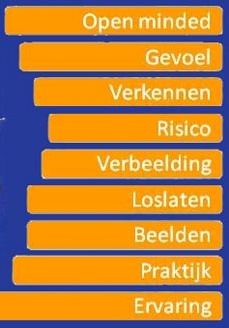 Open minded
Gevoel
Verkennen
Risico
Verbeelding
Loslaten
Beelden
Praktijk
Ervaring